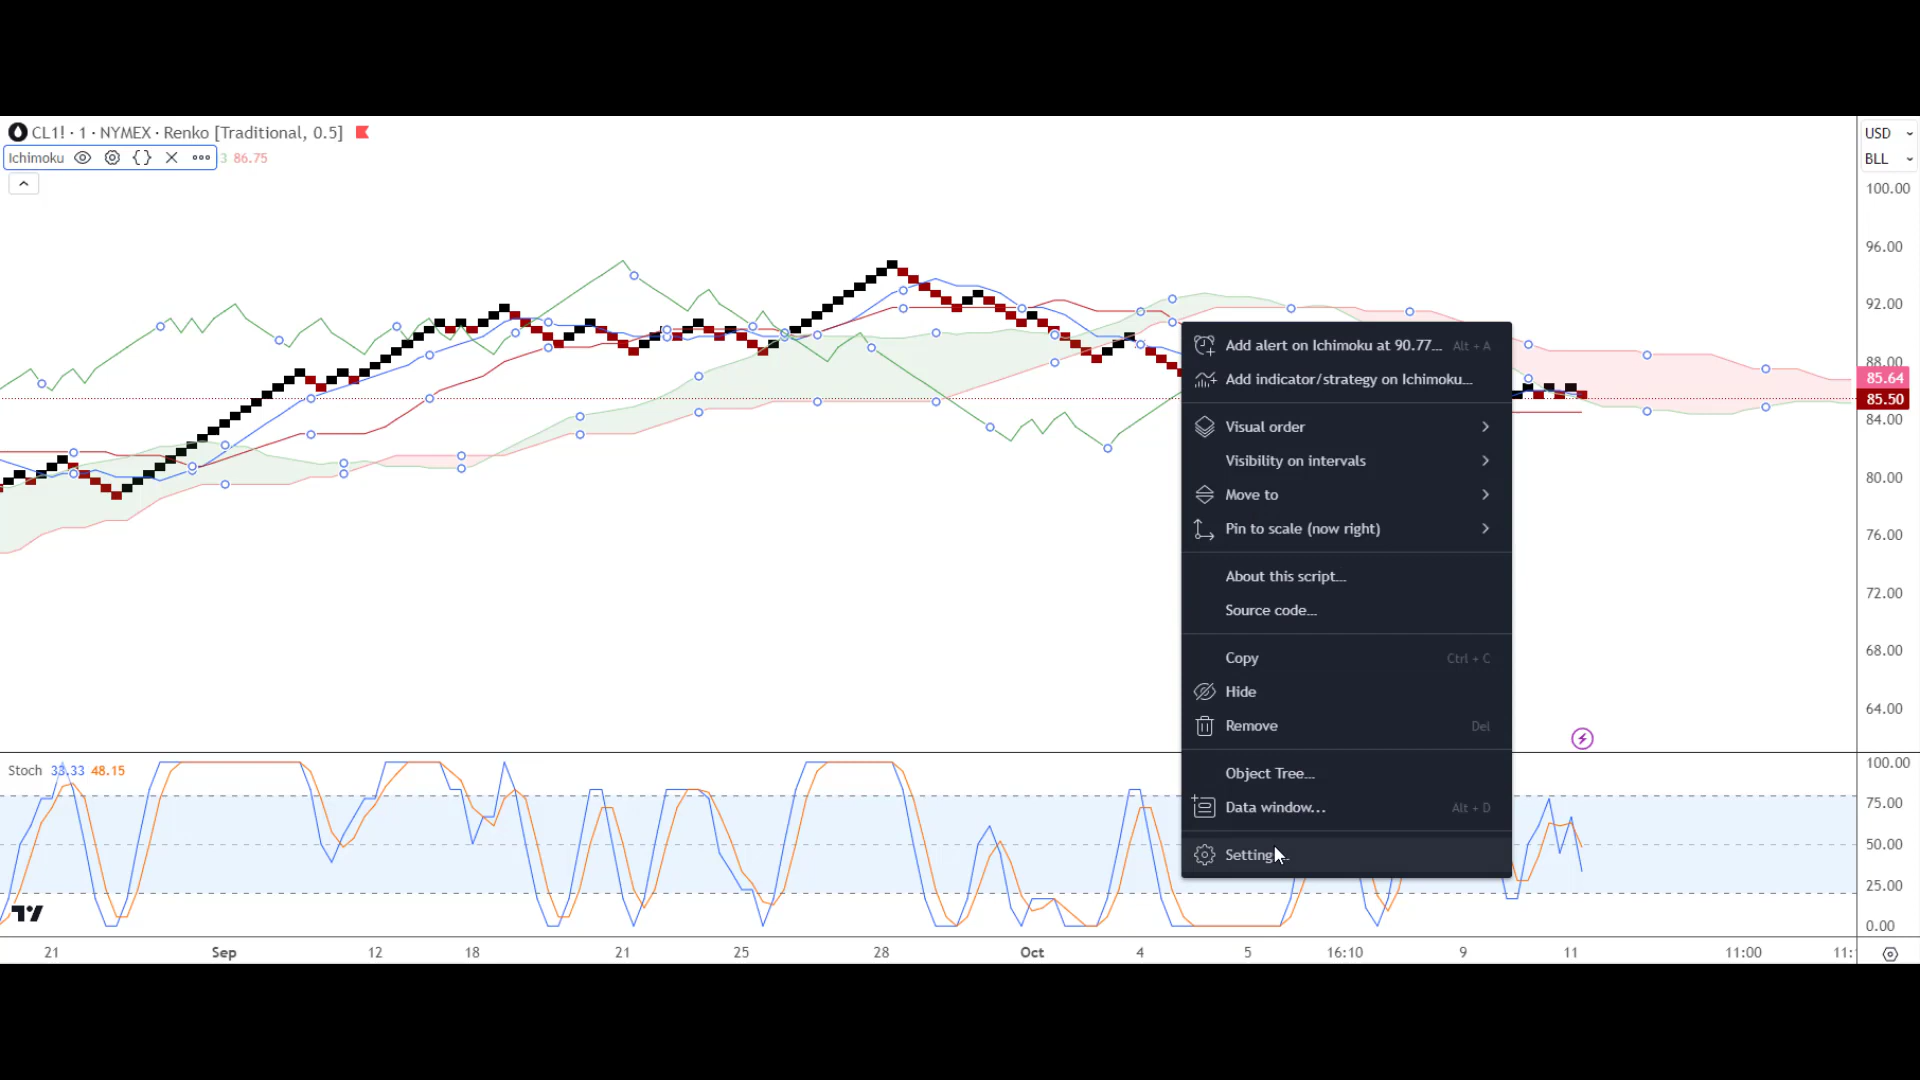 CL1! · 1 · NYMEX · Renko [Traditional, 0.5]
USD
Ichimoku
3 86.75
BLL
100.00
96.00
92.00
88.00
85.64
85.50
84.00
80.00
76.00
72.00
68.00
64.00
Add alert on Ichimoku at 90.77... Alt + A
Add indicator/strategy on Ichimoku...
Visual order
Visibility on intervals
Move to
Pin to scale (now right)
About this script...
Source code...
Copy Ctrl + C
Hide
Remove Del
Object Tree...
Data window... Alt + D
Setting
Stoch 33.33 48.15
100.00
75.00
50.00
25.00
0.00
21 Sep 12 18 21 25 28 Oct 4 5 16:10 9 11 11:00 11: